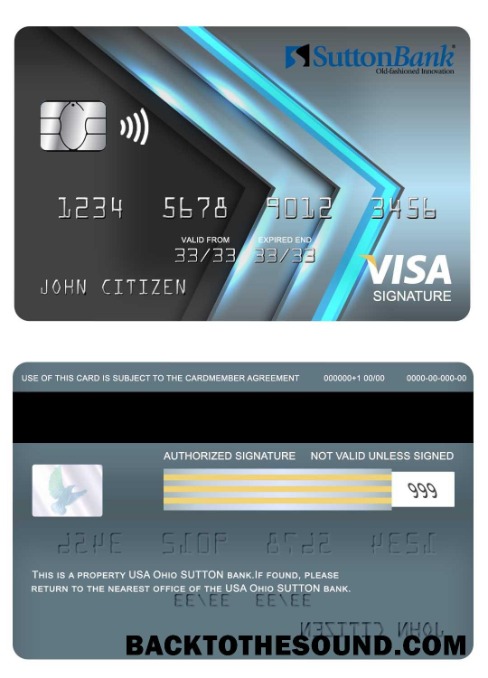 SuttonBank
Old-fashioned Innovation
1234 5678 9012 3456
VALID FROM EXPIRED END
33/33 33/33
JOHN CITIZEN
VISA
SIGNATURE
USE OF THIS CARD IS SUBJECT TO THE CARDMEMBER AGREEMENT 000000+1 00/00 0000-00-000-00
AUTHORIZED SIGNATURE NOT VALID UNLESS SIGNED
999
THIS IS A PROPERTY USA OHIO SUTTON BANK.IF FOUND, PLEASE
RETURN TO THE NEAREST OFFICE OF THE USA OHIO SUTTON BANK.
BACKTOTHESOUND.COM